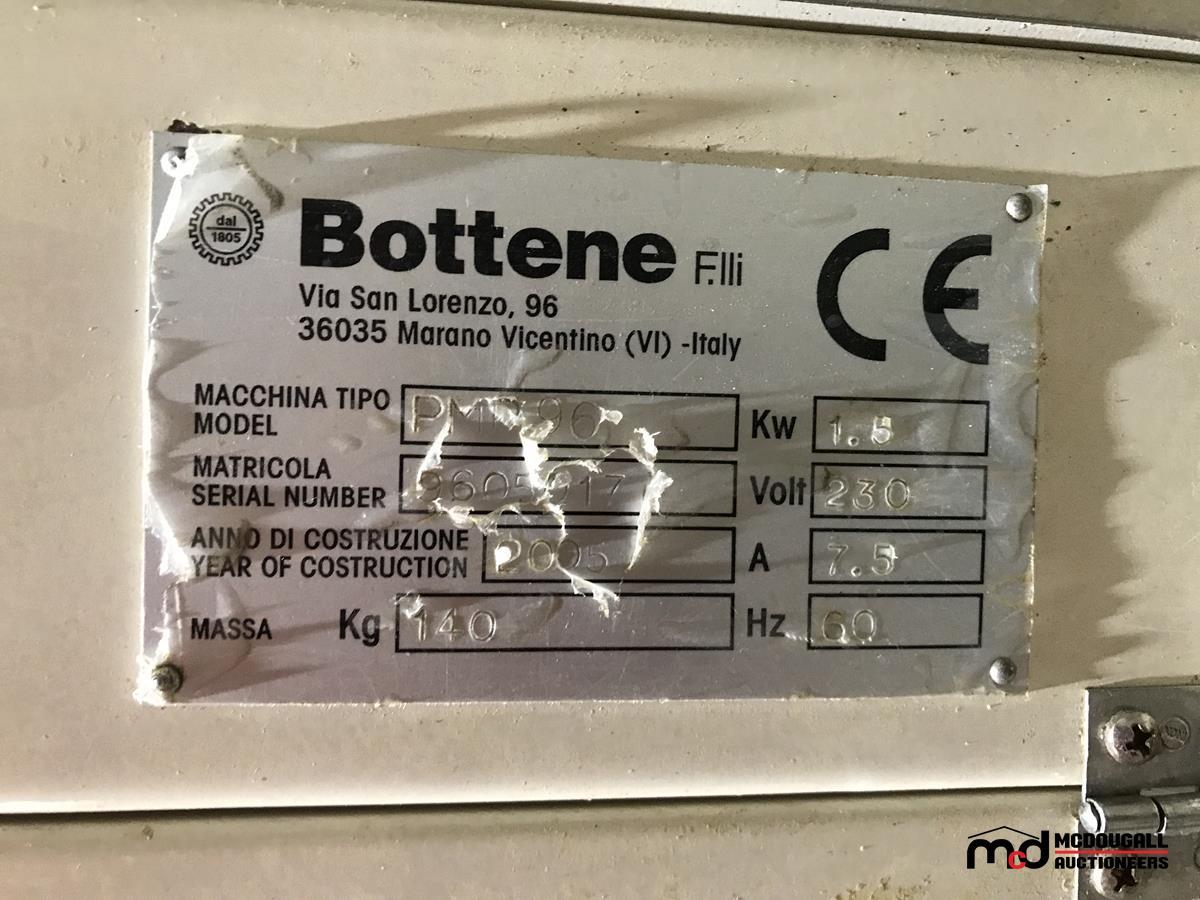 dal
1805
Bottene F.lli
Via San Lorenzo, 96
36035 Marano Vicentino (VI) -Italy
CE
MACCHINA TIPO
MODEL
Kw 1.5
MATRICOLA
SERIAL NUMBER
Volt 230
ANNO DI COSTRUZIONE
YEAR OF COSTRUCTION 2005
A 7.5
MASSA Kg 140
Hz 60
mcd MCDOUGALL
AUCTIONEERS